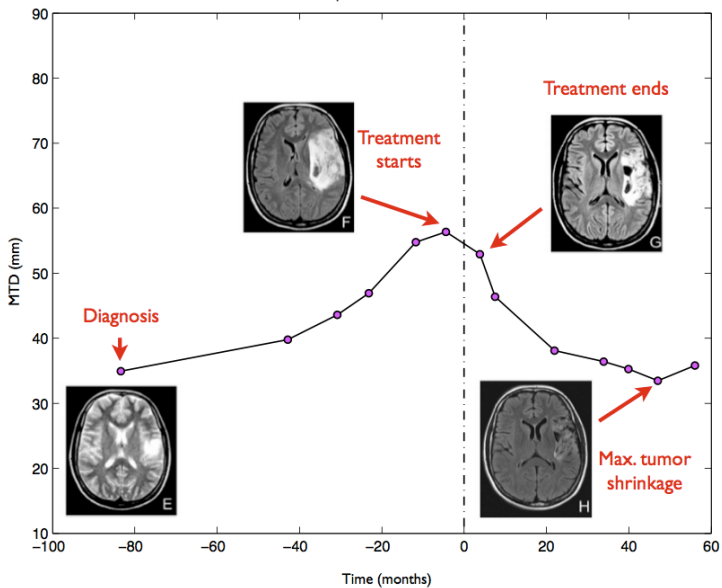 90
80
70
60
50
40
30
20
10
MTD (mm)
Treatment ends
Treatment
starts
F
G
Diagnosis
E
H
Max. tumor
shrinkage
−100
−80
−60
−40
−20
0
20
40
60
Time (months)